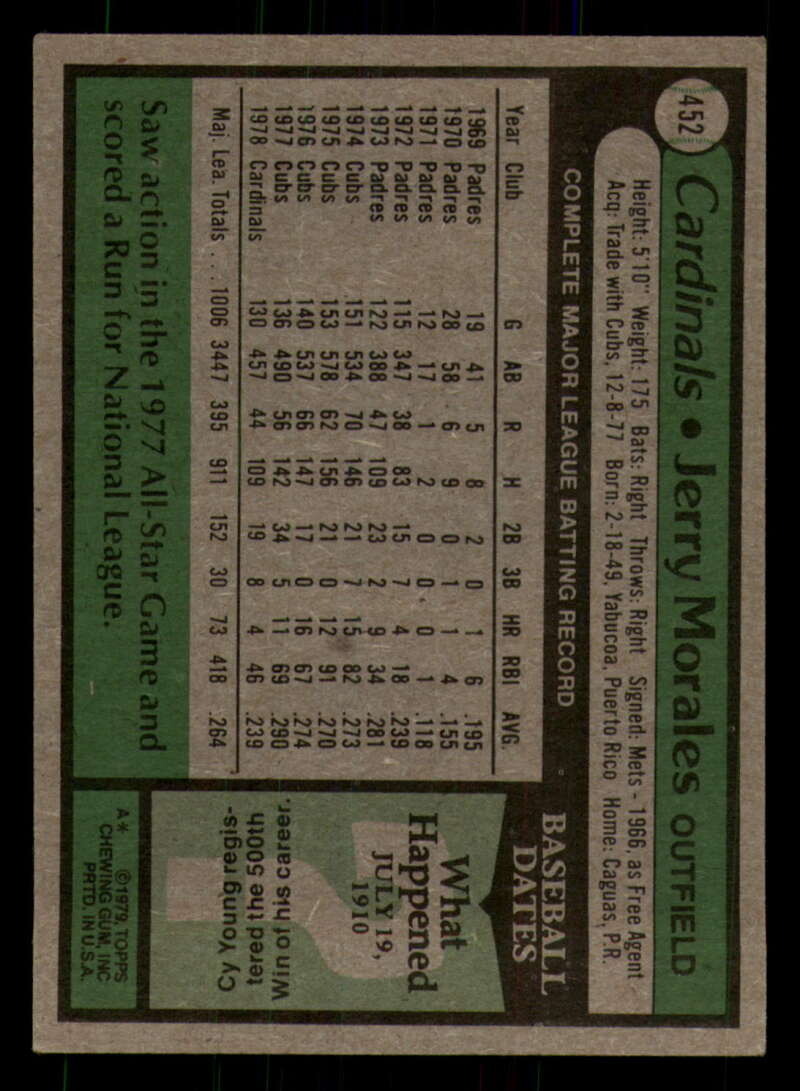 452
Cardinals • Jerry Morales OUTFIELD
Height: 5'10" Weight: 175 Bats: Right Throws: Right Signed: Mets - 1966, as Free Agent
Acq: Trade with Cubs, 12-8-77 Born: 2-18-49, Yabucoa, Puerto Rico Home: Caguas, P.R.
COMPLETE MAJOR LEAGUE BATTING RECORD
Year Club G AB R H 2B 3B HR RBI AVG.
1969 Padres 19 41 5 8 2 0 1 6 .195
1970 Padres 28 58 6 9 0 1 1 4 .155
1971 Padres 12 17 1 2 0 0 0 1 .118
1972 Padres 115 347 38 83 15 7 4 18 .239
1973 Padres 122 388 47 109 23 2 9 34 .281
1974 Cubs 151 534 70 146 21 7 15 82 .273
1975 Cubs 153 578 62 156 21 0 12 91 .270
1976 Cubs 140 537 66 147 17 0 16 67 .274
1977 Cubs 136 490 56 142 34 5 11 69 .290
1978 Cardinals 130 457 44 109 19 8 4 46 .239
Maj. Lea. Totals . . . 1006 3447 395 911 152 30 73 418 .264
Saw action in the 1977 All-Star Game and
scored a Run for National League.
BASEBALL
DATES
What
Happened
JULY 19,
1910
Cy Young regis-
tered the 500th
Win of his career.
A* ©1979, TOPPS
CHEWING GUM, INC
PRTD. IN U.S.A.